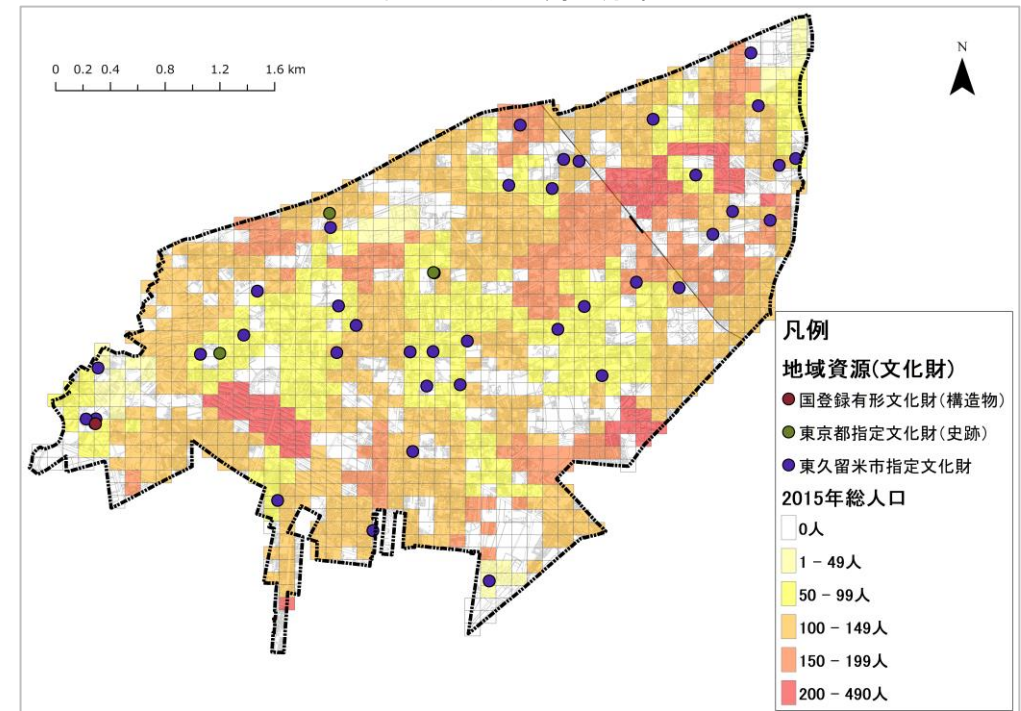 0 0.2 0.4 0.8 1.2 1.6 km
N
凡例
地域資源(文化財)
国登録有形文化財(構造物)
東京都指定文化財(史跡)
東久留米市指定文化財
2015年総人口
0人
1 - 49人
50 - 99人
100 - 149人
150 - 199人
200 - 490人